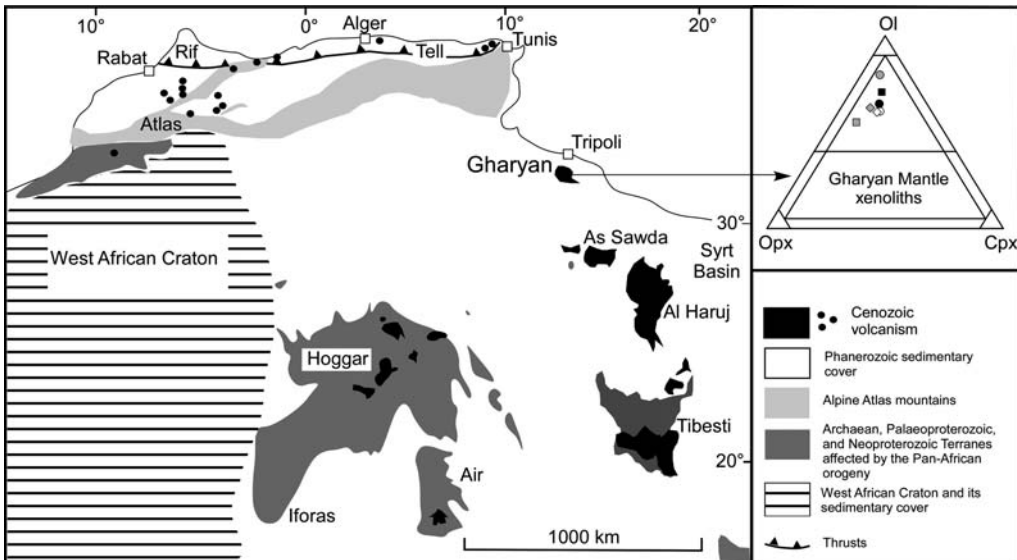 10°
0°
10°
20°
Alger
Tunis
Rif
Tell
Rabat
Atlas
Tripoli
Gharyan
30°
As Sawda
Syrt
Basin
West African Craton
Al Haruj
Hoggar
Tibesti
20°
Air
Iforas
1000 km
Ol
Gharyan Mantle
xenoliths
Opx
Cpx
Cenozoic
volcanism
Phanerozoic sedimentary
cover
Alpine Atlas mountains
Archaean, Palaeoproterozoic,
and Neoproterozoic Terranes
affected by the Pan-African
orogeny
West African Craton and its
sedimentary cover
Thrusts